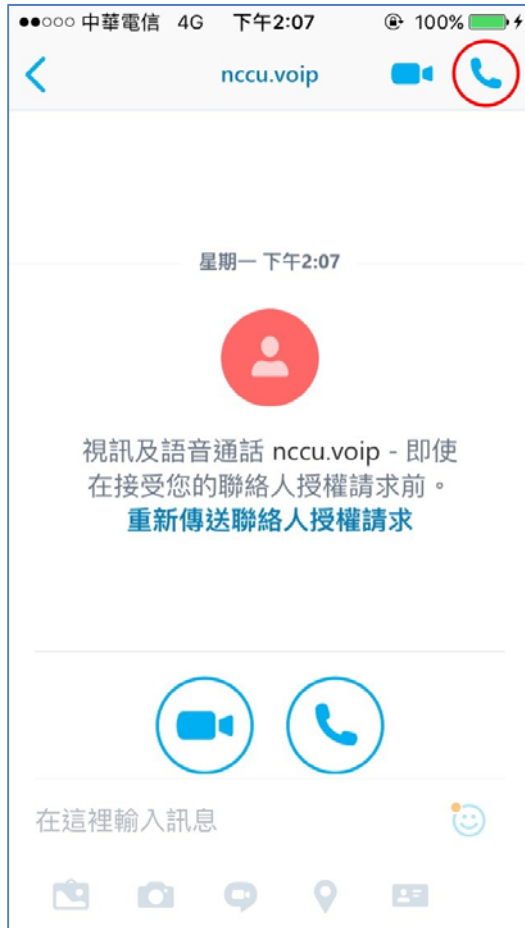 中華電信 4G 下午2:07 100%
nccu.voip
星期一 下午2:07
視訊及語音通話 nccu.voip - 即使
在接受您的聯絡人授權請求前。
重新傳送聯絡人授權請求
在這裡輸入訊息